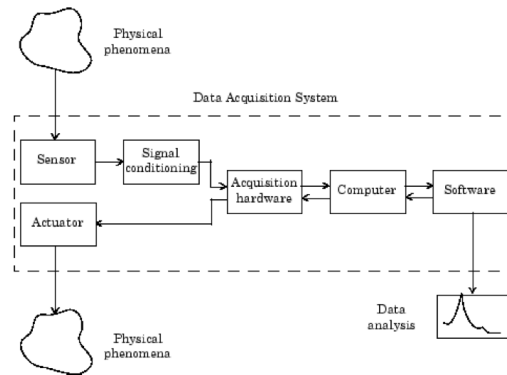 Physical
phenomena
Data Acquisition System
Sensor
Signal
conditioning
Acquisition
hardware
Computer
Software
Actuator
Data
analysis
Physical
phenomena